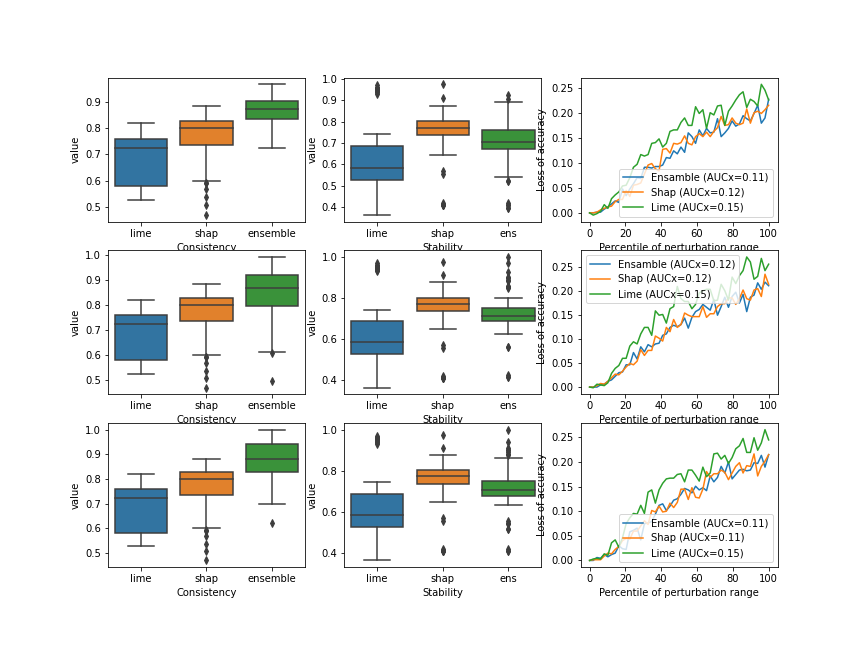 value
0.9
0.8
0.7
0.6
0.5
lime shap ensemble
Consistency
value
1.0
0.9
0.8
0.7
0.6
0.5
0.4
lime shap ens
Stability
Loss of accuracy
0.25
0.20
0.15
0.10
0.05
0.00
Ensamble (AUCx=0.11)
Shap (AUCx=0.12)
Lime (AUCx=0.15)
0 20 40 60 80 100
Percentile of perturbation range
value
1.0
0.9
0.8
0.7
0.6
0.5
lime shap ensemble
Consistency
value
1.0
0.8
0.6
0.4
lime shap ens
Stability
Loss of accuracy
0.25
0.20
0.15
0.10
0.05
0.00
Ensamble (AUCx=0.12)
Shap (AUCx=0.12)
Lime (AUCx=0.15)
0 20 40 60 80 100
Percentile of perturbation range
value
1.0
0.9
0.8
0.7
0.6
0.5
lime shap ensemble
Consistency
value
1.0
0.8
0.6
0.4
lime shap ens
Stability
Loss of accuracy
0.25
0.20
0.15
0.10
0.05
0.00
Ensamble (AUCx=0.11)
Shap (AUCx=0.11)
Lime (AUCx=0.15)
0 20 40 60 80 100
Percentile of perturbation range